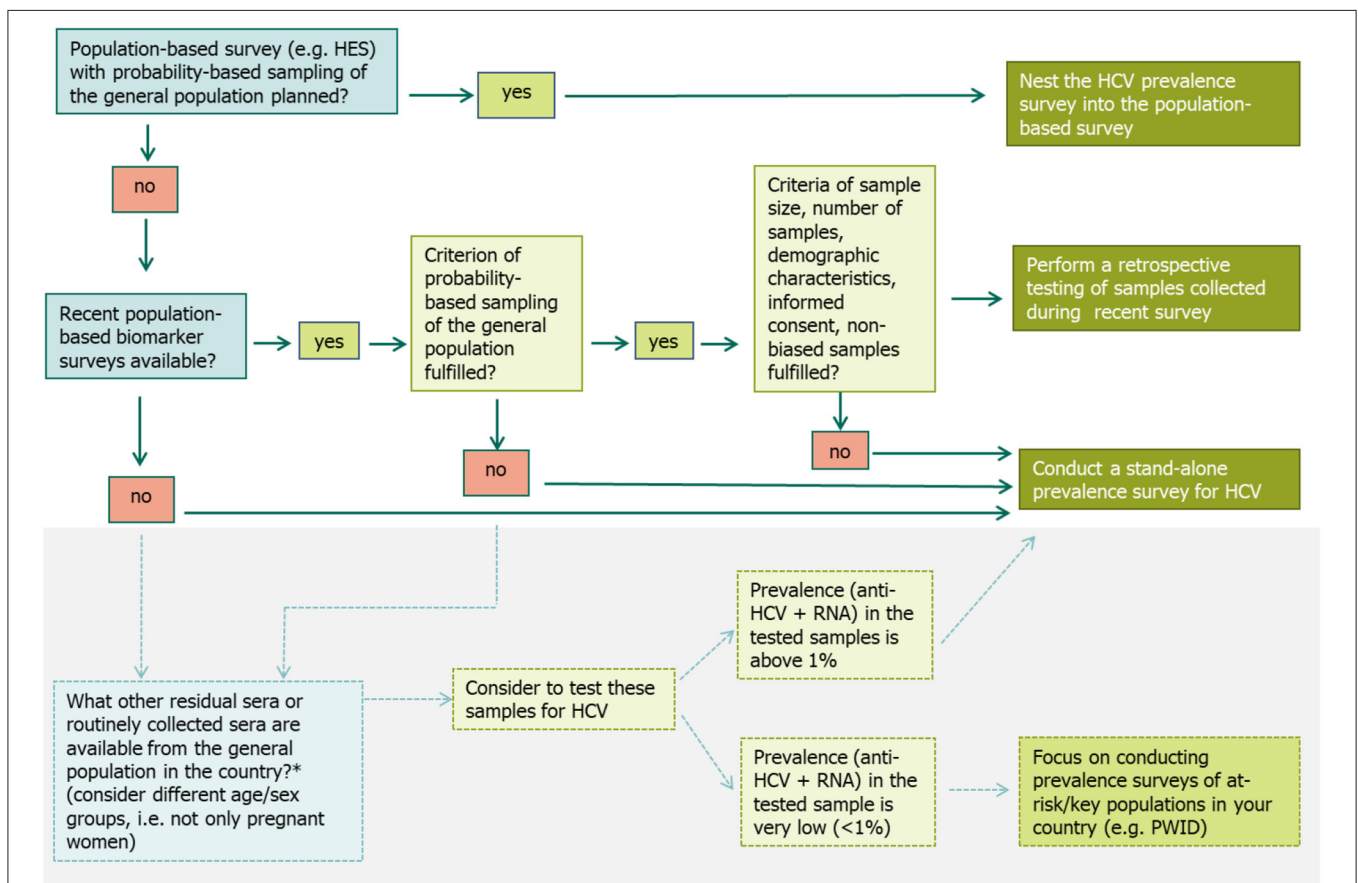 Population-based survey (e.g. HES)
with probability-based sampling of
the general population planned?
yes
Nest the HCV prevalence
survey into the population-
based survey
no
Recent population-
based biomarker
surveys available?
yes
Criterion of
probability-
based sampling
of the general
population
fulfilled?
yes
Criteria of sample
size, number of
samples,
demographic
characteristics,
informed
consent, non-
biased samples
fulfilled?
Perform a retrospective
testing of samples collected
during recent survey
no
no
no
Conduct a stand-alone
prevalence survey for HCV
What other residual sera or
routinely collected sera are
available from the general
population in the country?*
(consider different age/sex
groups, i.e. not only pregnant
women)
Consider to test these
samples for HCV
Prevalence (anti-
HCV + RNA) in the
tested samples is
above 1%
Prevalence (anti-
HCV + RNA) in the
tested sample is
very low (<1%)
Focus on conducting
prevalence surveys of at-
risk/key populations in your
country (e.g. PWID)